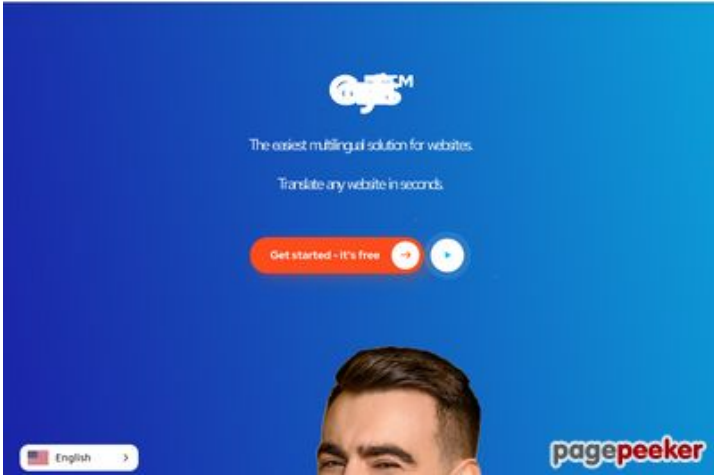 The easiest multilingual solution for websites.
Translate any website in seconds.
Get started - it's free
English
pagepeeker